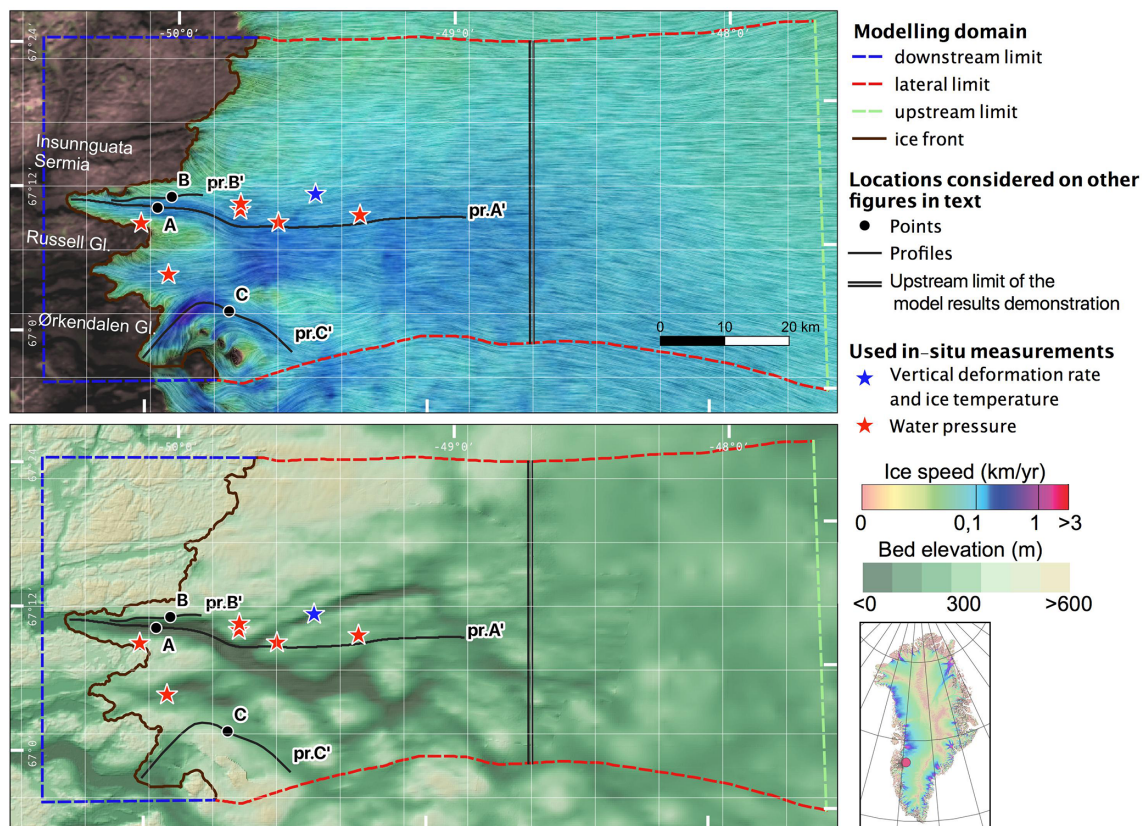 -50°0'
-49°0'
-48°0'
67°24'
Insunnguata
Sermia
67°12'
B
pr.B'
A
pr.A'
Russell Gl.
C
Ørkendalen Gl.
67°0'
pr.C'
0 10 20 km
-50°0'
-49°0'
-48°0'
67°12'
B
pr.B'
A
pr.A'
C
67°0'
pr.C'
Modelling domain
downstream limit
lateral limit
upstream limit
ice front
Locations considered on other
figures in text
Points
Profiles
Upstream limit of the
model results demonstration
Used in-situ measurements
Vertical deformation rate
and ice temperature
Water pressure
Ice speed (km/yr)
0 0,1 1 >3
Bed elevation (m)
<0 300 >600